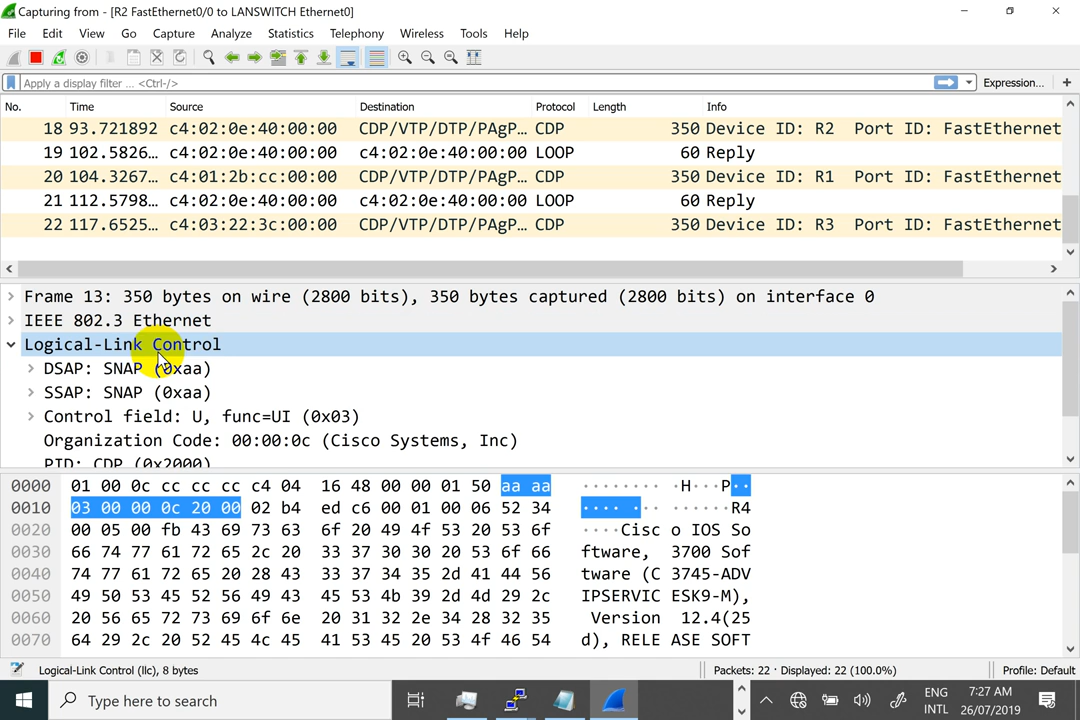 Capturing from - [R2 FastEthernet0/0 to LANSWITCH Ethernet0]
File Edit View Go Capture Analyze Statistics Telephony Wireless Tools Help
Apply a display filter ... <Ctrl-/> Expression... +
No. Time Source Destination Protocol Length Info
18 93.721892 c4:02:0e:40:00:00 CDP/VTP/DTP/PAgP… CDP 350 Device ID: R2 Port ID: FastEthernet
19 102.5826… c4:02:0e:40:00:00 c4:02:0e:40:00:00 LOOP 60 Reply
20 104.3267… c4:01:2b:cc:00:00 CDP/VTP/DTP/PAgP… CDP 350 Device ID: R1 Port ID: FastEthernet
21 112.5798… c4:02:0e:40:00:00 c4:02:0e:40:00:00 LOOP 60 Reply
22 117.6525… c4:03:22:3c:00:00 CDP/VTP/DTP/PAgP… CDP 350 Device ID: R3 Port ID: FastEthernet
Frame 13: 350 bytes on wire (2800 bits), 350 bytes captured (2800 bits) on interface 0
IEEE 802.3 Ethernet
Logical-Link Control
DSAP: SNAP (0xaa)
SSAP: SNAP (0xaa)
Control field: U, func=UI (0x03)
Organization Code: 00:00:0c (Cisco Systems, Inc)
PID: CDP (0x2000)
0000 01 00 0c cc cc cc c4 04 16 48 00 00 01 50 aa aa ········ ·H···P··
0010 03 00 00 0c 20 00 02 b4 ed c6 00 01 00 06 52 34 ···· ··· ······R4
0020 00 05 00 fb 43 69 73 63 6f 20 49 4f 53 20 53 6f ····Cisc o IOS So
0030 66 74 77 61 72 65 2c 20 33 37 30 30 20 53 6f 66 ftware, 3700 Sof
0040 74 77 61 72 65 20 28 43 33 37 34 35 2d 41 44 56 tware (C 3745-ADV
0050 49 50 53 45 52 56 49 43 45 53 4b 39 2d 4d 29 2c IPSERVIC ESK9-M),
0060 20 56 65 72 73 69 6f 6e 20 31 32 2e 34 28 32 35 Version 12.4(25
0070 64 29 2c 20 52 45 4c 45 41 53 45 20 53 4f 46 54 d), RELE ASE SOFT
Logical-Link Control (llc), 8 bytes Packets: 22 · Displayed: 22 (100.0%) Profile: Default
Type here to search ENG 7:27 AM
INTL 26/07/2019